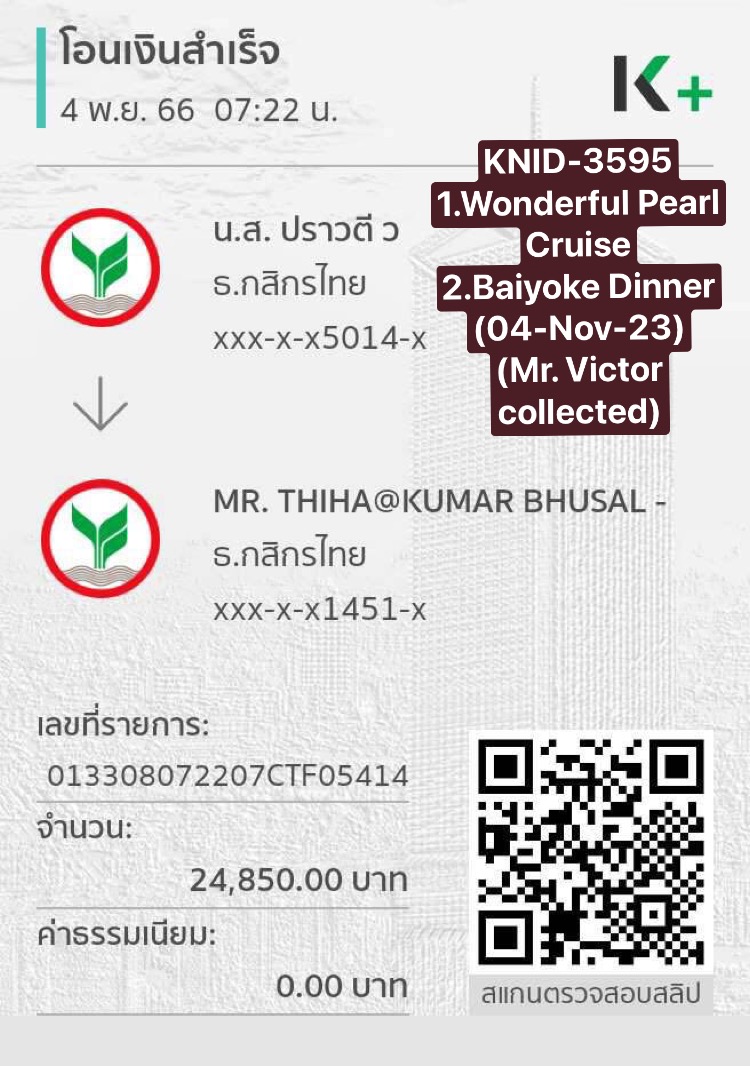 โอนเงินสำเร็จ
4 พ.ย. 66 07:22 น.
K+
KNID-3595
1.Wonderful Pearl
Cruise
2.Baiyoke Dinner
(04-Nov-23)
(Mr. Victor
collected)
น.ส. ปราวตี ว
ธ.กสิกรไทย
xxx-x-x5014-x
MR. THIHA@KUMAR BHUSAL -
ธ.กสิกรไทย
xxx-x-x1451-x
เลขที่รายการ:
013308072207CTF05414
จำนวน:
24,850.00 บาท
ค่าธรรมเนียม:
0.00 บาท
สแกนตรวจสอบสลิป